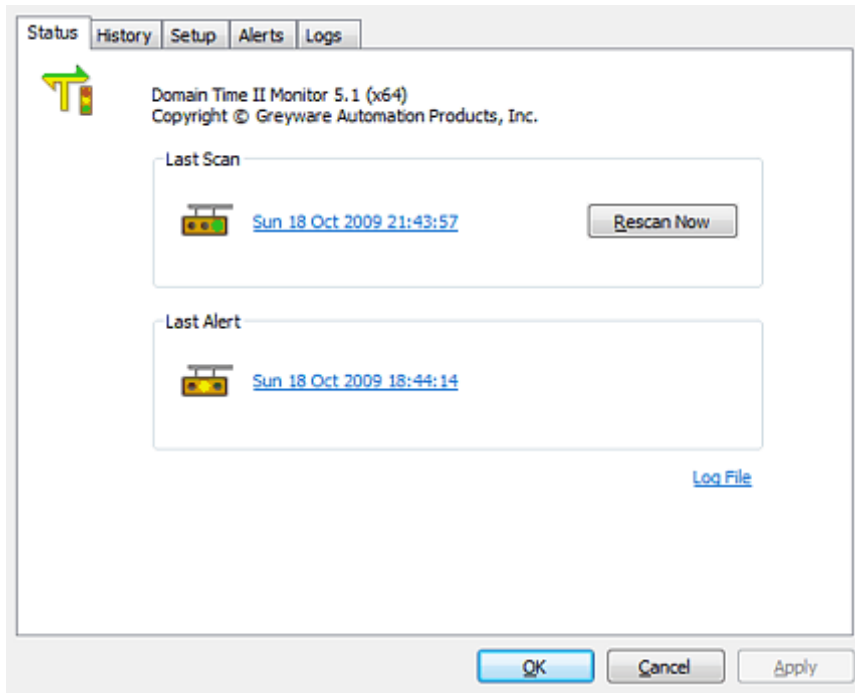 Status History Setup Alerts Logs
Domain Time II Monitor 5.1 (x64)
Copyright © Greyware Automation Products, Inc.
Last Scan
Sun 18 Oct 2009 21:43:57 Rescan Now
Last Alert
Sun 18 Oct 2009 18:44:14
Log File
OK Cancel Apply